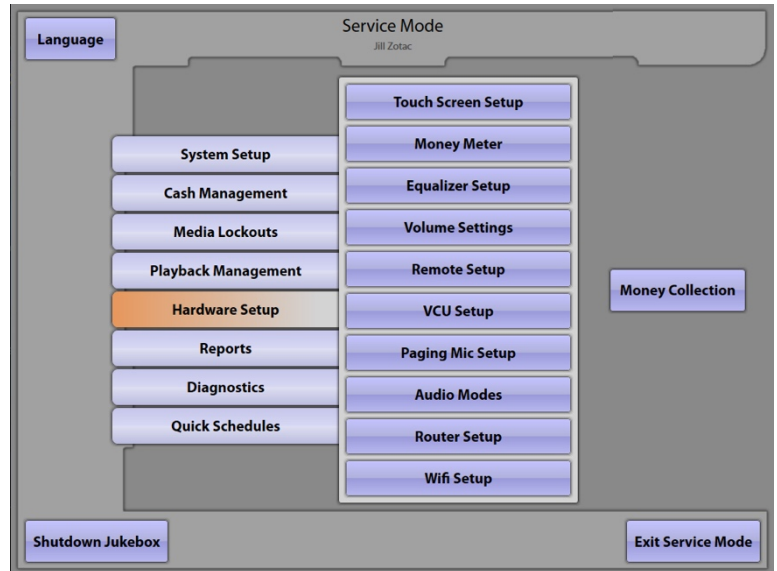 Language
Service Mode
Jill Zotac
System Setup
Cash Management
Media Lockouts
Playback Management
Hardware Setup
Reports
Diagnostics
Quick Schedules
Touch Screen Setup
Money Meter
Equalizer Setup
Volume Settings
Remote Setup
VCU Setup
Paging Mic Setup
Audio Modes
Router Setup
Wifi Setup
Money Collection
Shutdown Jukebox
Exit Service Mode